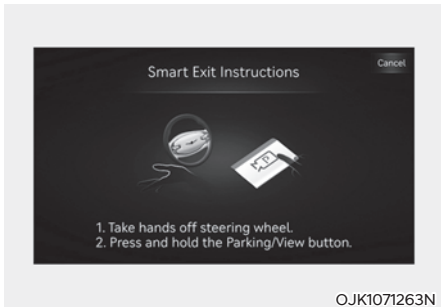 Smart Exit Instructions
Cancel
P
1. Take hands off steering wheel.
2. Press and hold the Parking/View button.
OJK1071263N